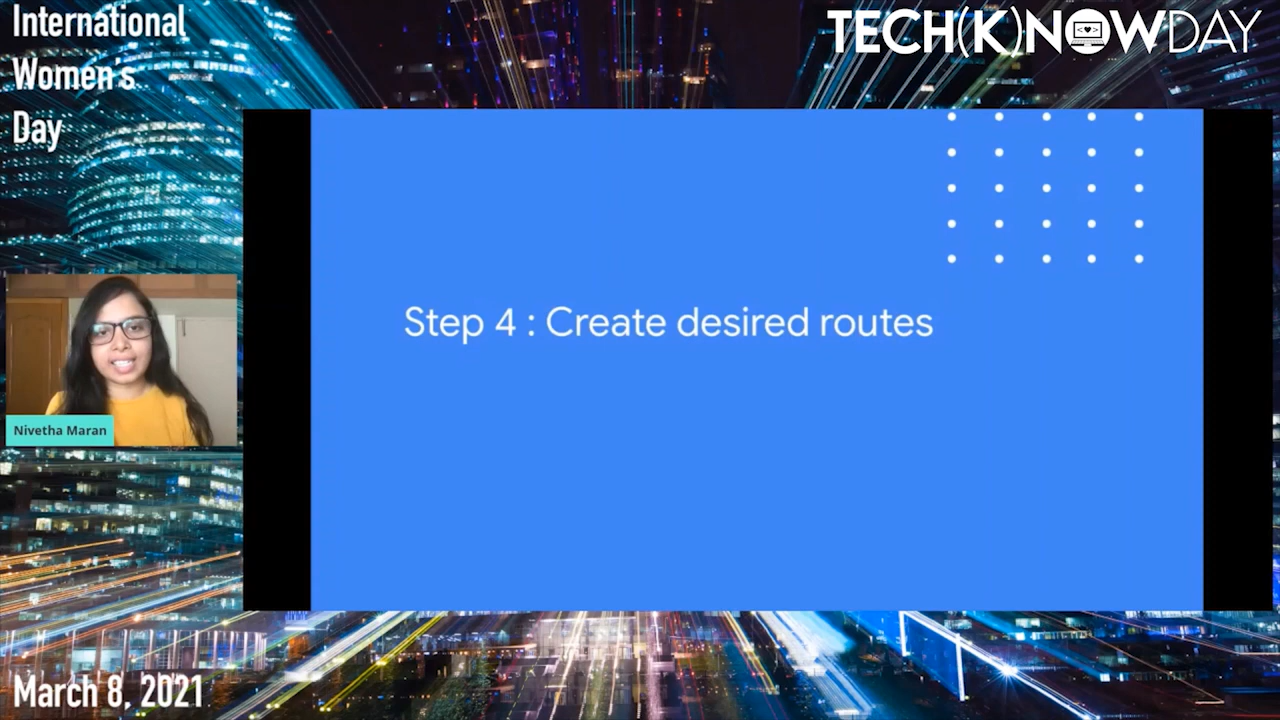 International
Women's
Day
TECH(K)NOWDAY
Step 4 : Create desired routes
Nivetha Maran
March 8, 2021